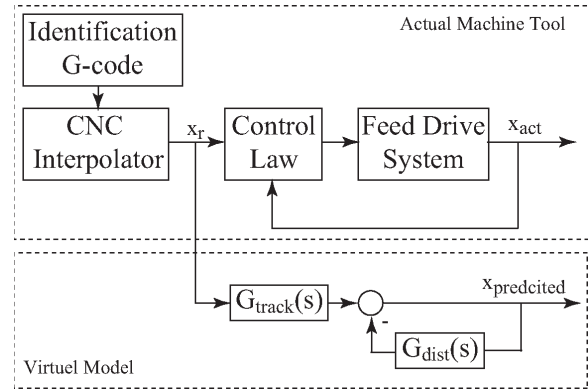 Identification
G-code
Actual Machine Tool
CNC
Interpolator
x_r
Control
Law
Feed Drive
System
x_act
G_track(s)
-
x_predcited
G_dist(s)
Virtuel Model